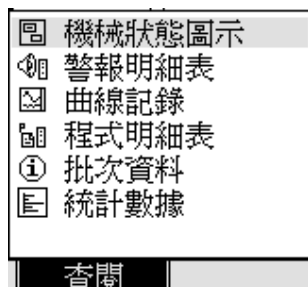 機械狀態圖示
警報明細表
曲線記錄
程式明細表
批次資料
統計數據
查閱